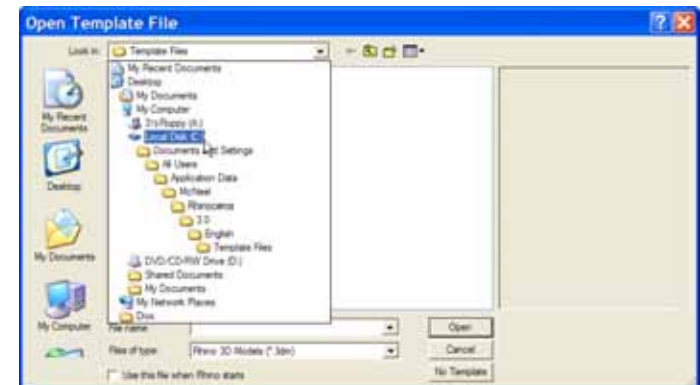 Open Template File
Look in: Template Files
My Recent Documents
Desktop
My Documents
My Computer
3½ Floppy (A:)
Local Disk (C:)
Documents and Settings
All Users
Application Data
McNeel
Rhinoceros
3.0
English
Template Files
DVD/CD-RW Drive (D:)
Shared Documents
My Documents
My Network Places
My Recent
Documents
Desktop
My Documents
My Computer
File name:
Open
Files of type: Rhino 3D Models (*.3dm)
Cancel
Use this file when Rhino starts
No Template